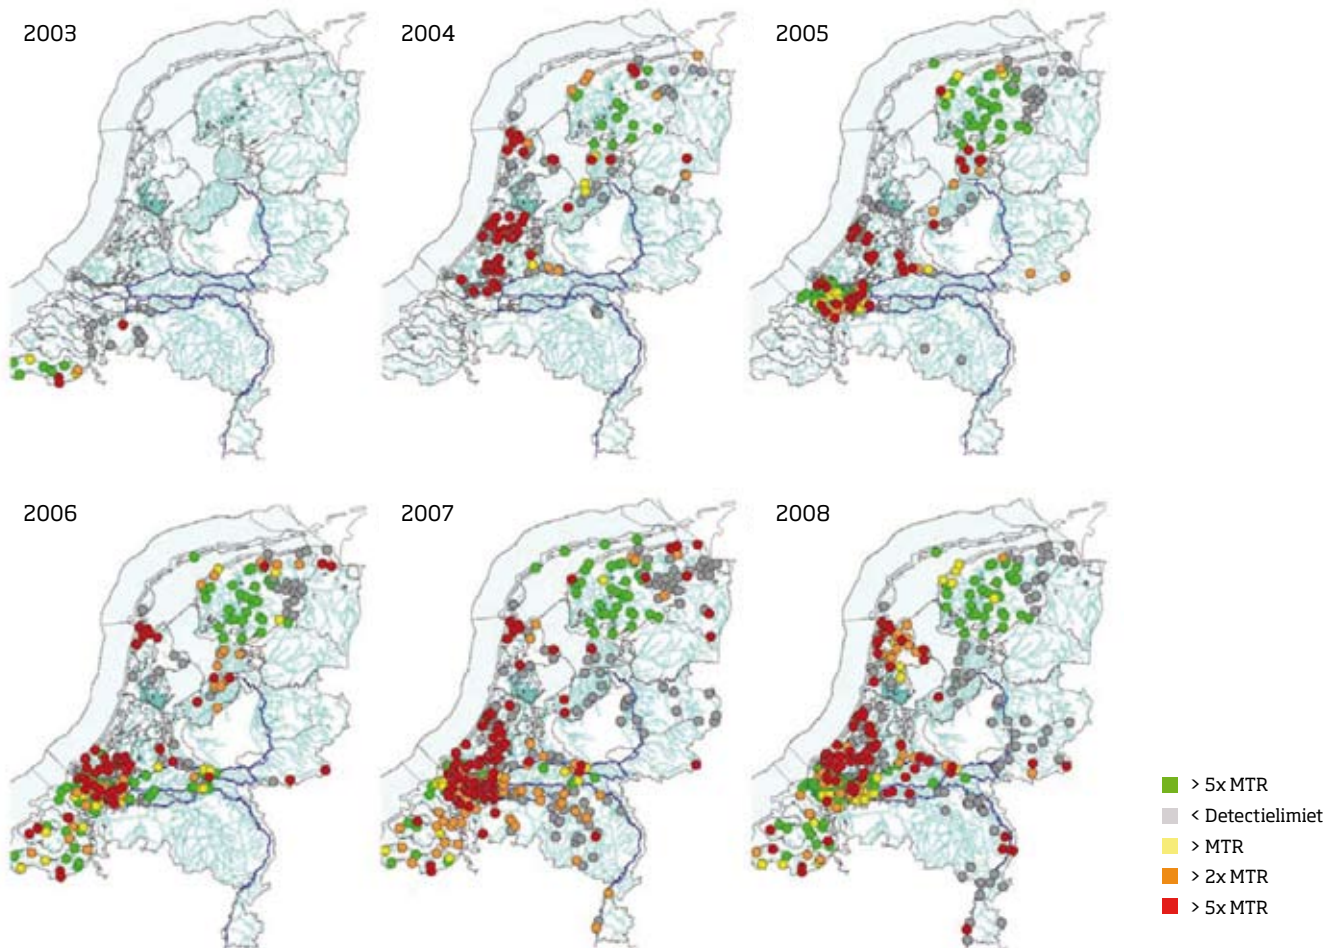 2003
2004
2005
2006
2007
2008
> 5x MTR
< Detectielimiet
> MTR
> 2x MTR
> 5x MTR